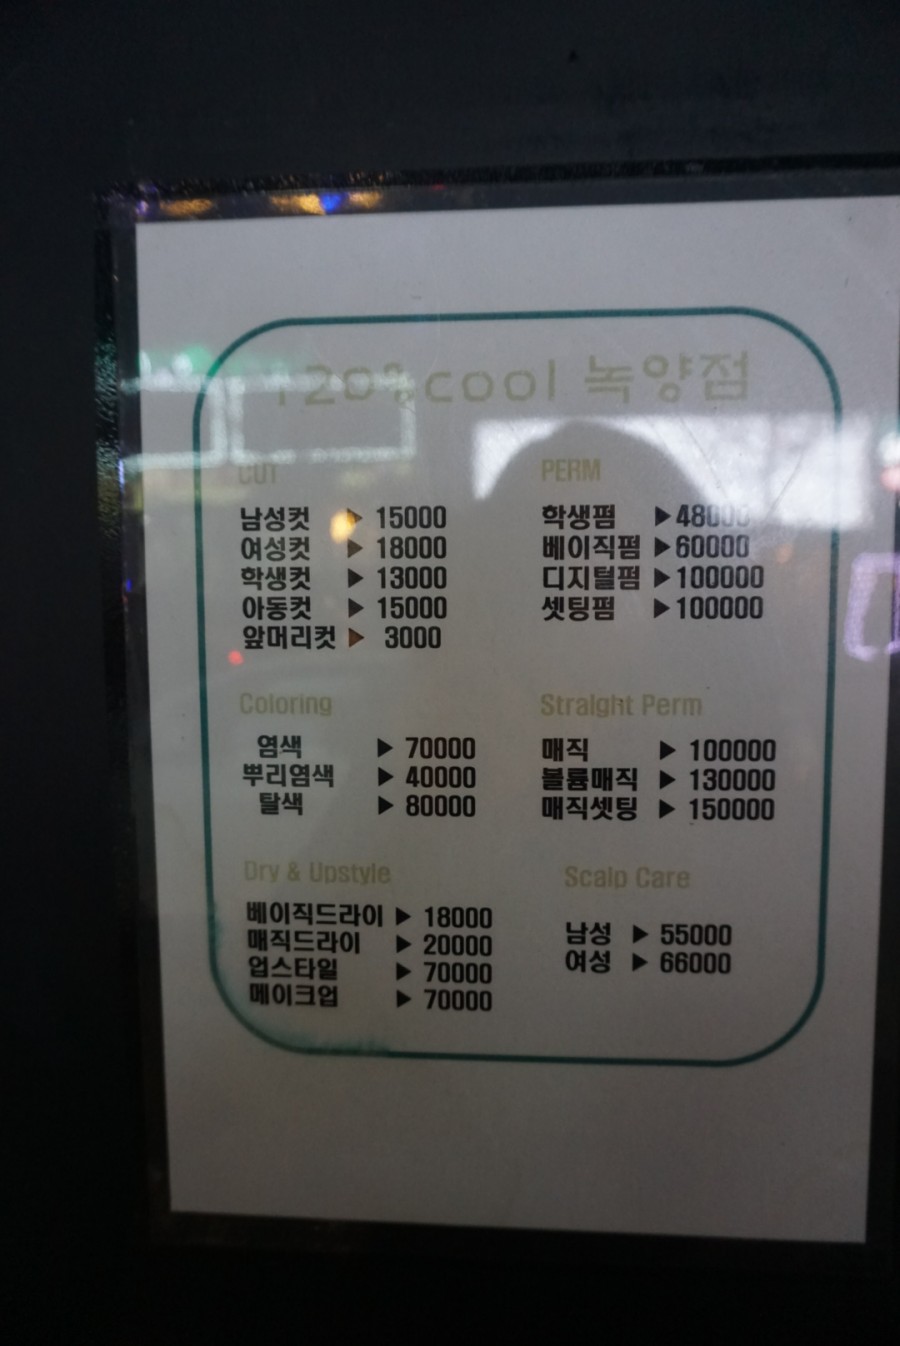 120%cool 녹양점
CUT
남성컷 ▶ 15000
여성컷 ▶ 18000
학생컷 ▶ 13000
아동컷 ▶ 15000
앞머리컷 ▶ 3000
PERM
학생펌 ▶48000
베이직펌 ▶60000
디지털펌 ▶100000
셋팅펌 ▶100000
Coloring
염색 ▶ 70000
뿌리염색 ▶ 40000
탈색 ▶ 80000
Straight Perm
매직 ▶ 100000
볼륨매직 ▶ 130000
매직셋팅 ▶ 150000
Dry & Upstyle
베이직드라이 ▶ 18000
매직드라이 ▶ 20000
업스타일 ▶ 70000
메이크업 ▶ 70000
Scalp Care
남성 ▶ 55000
여성 ▶ 66000